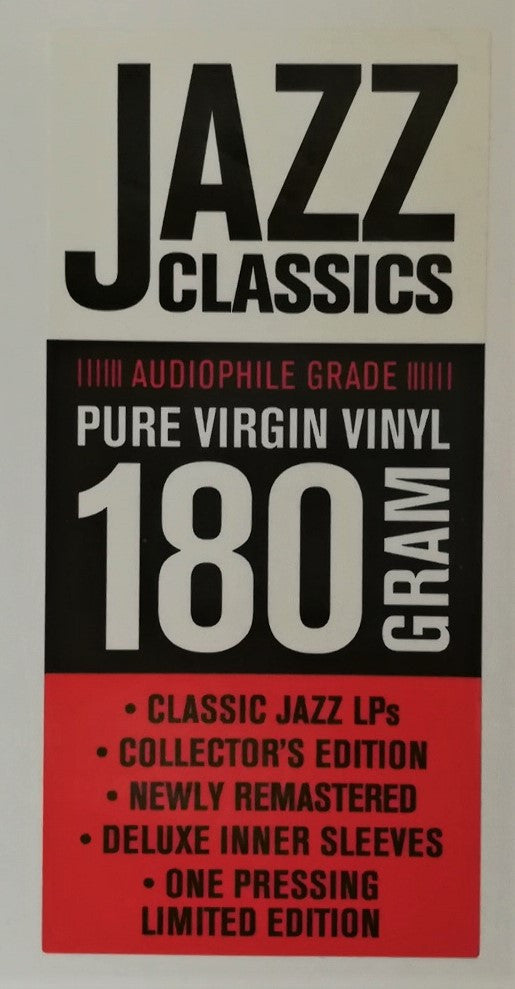 JAZZ
CLASSICS
AUDIOPHILE GRADE
PURE VIRGIN VINYL
180 GRAM
• CLASSIC JAZZ LPs
• COLLECTOR'S EDITION
• NEWLY REMASTERED
• DELUXE INNER SLEEVES
• ONE PRESSING
LIMITED EDITION